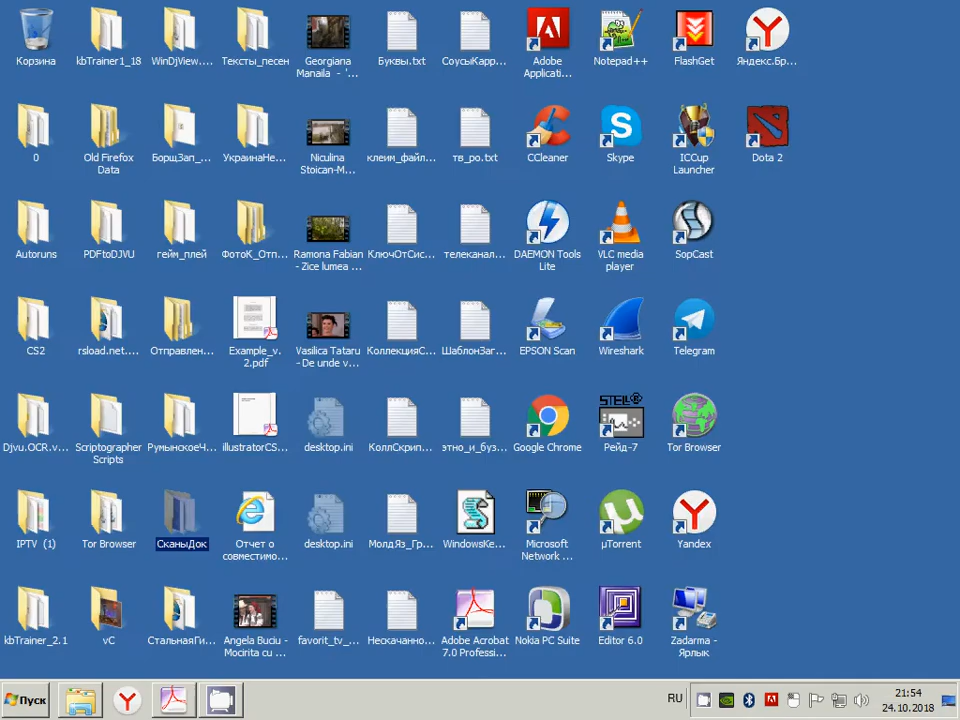 Корзина
kbTrainer1_18
WinDjView....
Тексты_песен
Georgiana
Manaila - '...
Буквы.txt
СоусыКарр...
Adobe
Applicati...
Notepad++
FlashGet
Яндекс.Бр...
0
Old Firefox
Data
БорщЗап_...
УкраинаНе...
Niculina
Stoican-M...
клеим_файл...
тв_ро.txt
CCleaner
Skype
ICCup
Launcher
Dota 2
Autoruns
PDFtoDJVU
гейм_плей
ФотоК_Отп...
Ramona Fabian
- Zice lumea ...
КлючОтСис...
телеканал...
DAEMON Tools
Lite
VLC media
player
SopCast
CS2
rsload.net....
Отправлен...
Example_v.
2.pdf
Vasilica Tataru
- De unde v...
КоллекцияС...
ШаблонЗаг...
EPSON Scan
Wireshark
Telegram
Djvu.OCR.v...
Scriptographer
Scripts
РумынскоеЧ...
illustratorCS...
desktop.ini
КоллСкрип...
этно_и_буз...
Google Chrome
STELL®
Рейд-7
Tor Browser
IPTV (1)
Tor Browser
СканыДок
Отчет о
совместимо...
desktop.ini
МолдЯз_Гр...
WindowsKe...
Microsoft
Network ...
µTorrent
Yandex
kbTrainer_2.1
vC
СтальнаяГи...
Angela Buciu -
Mocirita cu ...
favorit_tv_...
Нескачанно...
Adobe Acrobat
7.0 Professi...
Nokia PC Suite
Editor 6.0
Zadarma -
Ярлык
Пуск
RU
21:54
24.10.2018